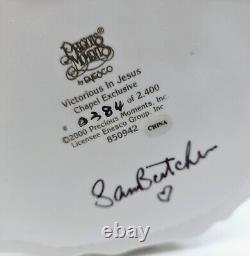 Precious
Moments
by ENESCO
Victorious In Jesus
Chapel Exclusive
0384 of 2,400
©2000 Precious Moments, Inc
Licensee Enesco Group, Inc
850942
CHINA
Sam Butcher